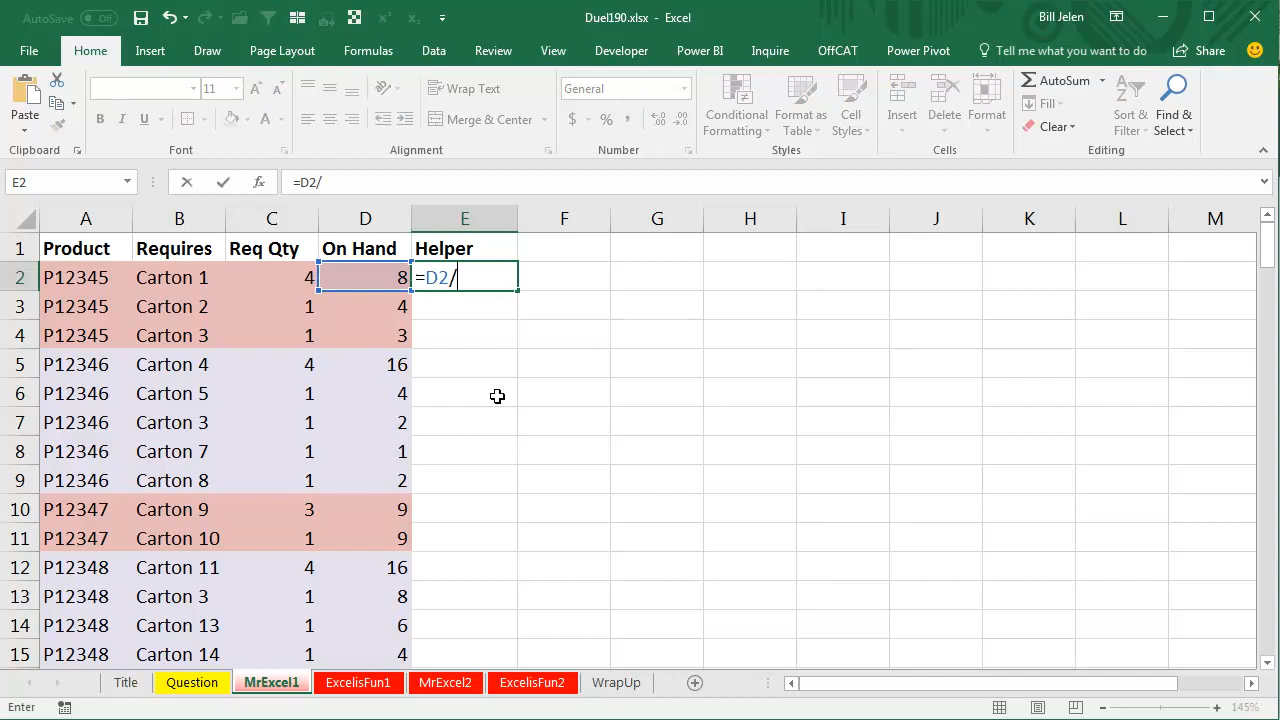 AutoSave Off Duel190.xlsx - Excel Bill Jelen
File Home Insert Draw Page Layout Formulas Data Review View Developer Power BI Inquire OffCAT Power Pivot Tell me what you want to do Share
Paste 11 Wrap Text General AutoSum
B I U Merge & Center $ % , Conditional Formatting Format as Table Cell Styles Insert Delete Format Fill Sort & Filter Find & Select
Clear
Clipboard Font Alignment Number Styles Cells Editing
E2 fx =D2/
A B C D E F G H I J K L M
1 Product Requires Req Qty On Hand Helper
2 P12345 Carton 1 4 8 =D2/
3 P12345 Carton 2 1 4
4 P12345 Carton 3 1 3
5 P12346 Carton 4 4 16
6 P12346 Carton 5 1 4
7 P12346 Carton 3 1 2
8 P12346 Carton 7 1 1
9 P12346 Carton 8 1 2
10 P12347 Carton 9 3 9
11 P12347 Carton 10 1 9
12 P12348 Carton 11 4 16
13 P12348 Carton 3 1 8
14 P12348 Carton 13 1 6
15 P12348 Carton 14 1 4
Title Question MrExcel1 ExcelisFun1 MrExcel2 ExcelisFun2 WrapUp
Enter 145%